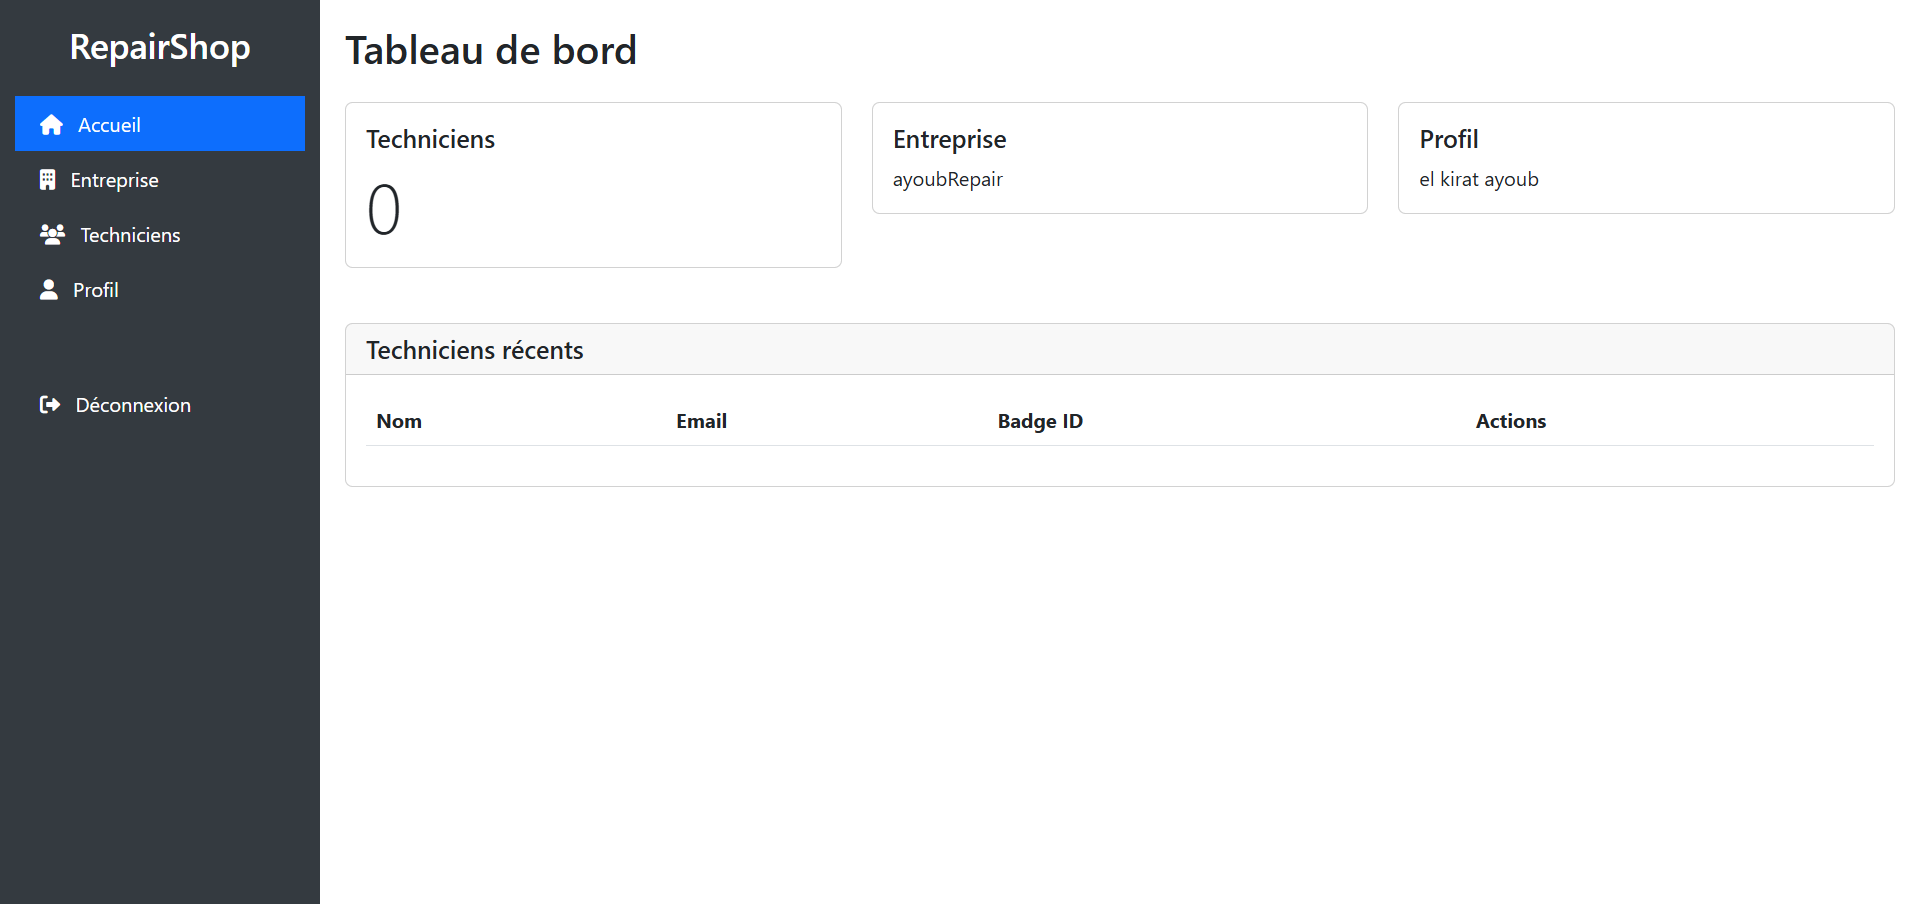 RepairShop
Accueil
Entreprise
Techniciens
Profil
Déconnexion
Tableau de bord
Techniciens
0
Entreprise
ayoubRepair
Profil
el kirat ayoub
Techniciens récents
Nom Email Badge ID Actions